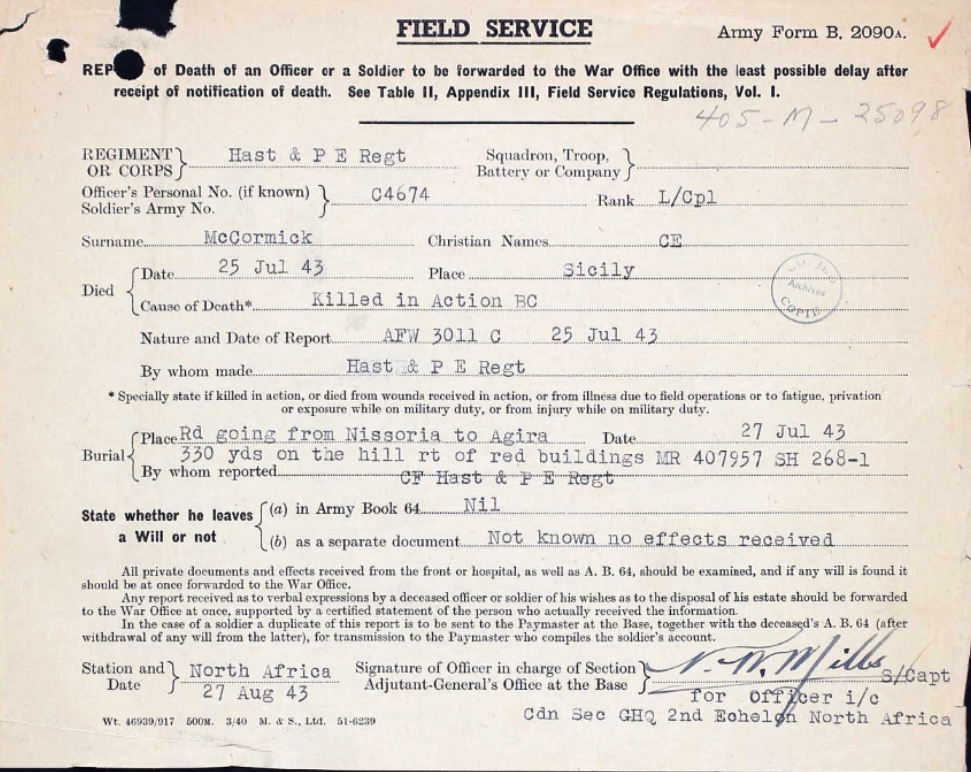 FIELD SERVICE
Army Form B. 2090A.
REP of Death of an Officer or a Soldier to be forwarded to the War Office with the least possible delay after
receipt of notification of death. See Table II, Appendix III, Field Service Regulations, Vol. I.
405-M-25098
REGIMENT OR CORPS} Hast & P E Regt Squadron, Troop, Battery or Company}
Officer's Personal No. (if known) Soldier's Army No. } C4674 Rank L/Cpl
Surname McCormick Christian Names CE
Died {Date 25 Jul 43 Place Sicily
Cause of Death* Killed in Action BC
Archives
COPIE
Nature and Date of Report AFW 3011 C 25 Jul 43
By whom made Hast & P E Regt
* Specially state if killed in action, or died from wounds received in action, or from illness due to field operations or to fatigue, privation
or exposure while on military duty, or from injury while on military duty.
Burial {Place Rd going from Nissoria to Agira Date 27 Jul 43
330 yds on the hill rt of red buildings MR 407957 SH 268-1
By whom reported CF Hast & P E Regt
State whether he leaves a Will or not {(a) in Army Book 64 Nil
(b) as a separate document Not known no effects received
All private documents and effects received from the front or hospital, as well as A. B. 64, should be examined, and if any will is found it
should be at once forwarded to the War Office.
Any report received as to verbal expressions by a deceased officer or soldier of his wishes as to the disposal of his estate should be forwarded
to the War Office at once, supported by a certified statement of the person who actually received the information.
In the case of a soldier a duplicate of this report is to be sent to the Paymaster at the Base, together with the deceased's A. B. 64 (after
withdrawal of any will from the latter), for transmission to the Paymaster who compiles the soldier's account.
Station and Date } North Africa
27 Aug 43
Signature of Officer in charge of Section Adjutant-General's Office at the Base } N. W. Mills S/Capt
for Officer i/c
Cdn Sec GHQ 2nd Echelon North Africa
Wt. 46939/917 500M. 3/40 M. & S., Ltd. 51-6239